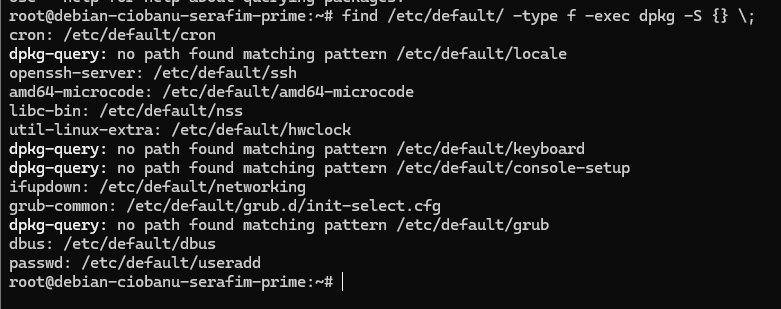 root@debian-ciobanu-serafim-prime:~# find /etc/default/ -type f -exec dpkg -S {} \;
cron: /etc/default/cron
dpkg-query: no path found matching pattern /etc/default/locale
openssh-server: /etc/default/ssh
amd64-microcode: /etc/default/amd64-microcode
libc-bin: /etc/default/nss
util-linux-extra: /etc/default/hwclock
dpkg-query: no path found matching pattern /etc/default/keyboard
dpkg-query: no path found matching pattern /etc/default/console-setup
ifupdown: /etc/default/networking
grub-common: /etc/default/grub.d/init-select.cfg
dpkg-query: no path found matching pattern /etc/default/grub
dbus: /etc/default/dbus
passwd: /etc/default/useradd
root@debian-ciobanu-serafim-prime:~#